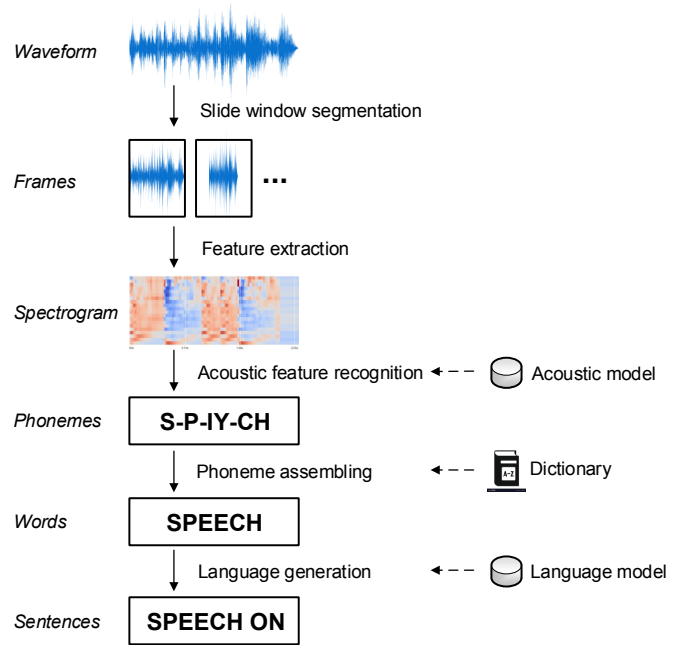 Waveform
Slide window segmentation
Frames
...
Feature extraction
Spectrogram
Acoustic feature recognition
Acoustic model
Phonemes
S-P-IY-CH
Phoneme assembling
A-Z
Dictionary
Words
SPEECH
Language generation
Language model
Sentences
SPEECH ON